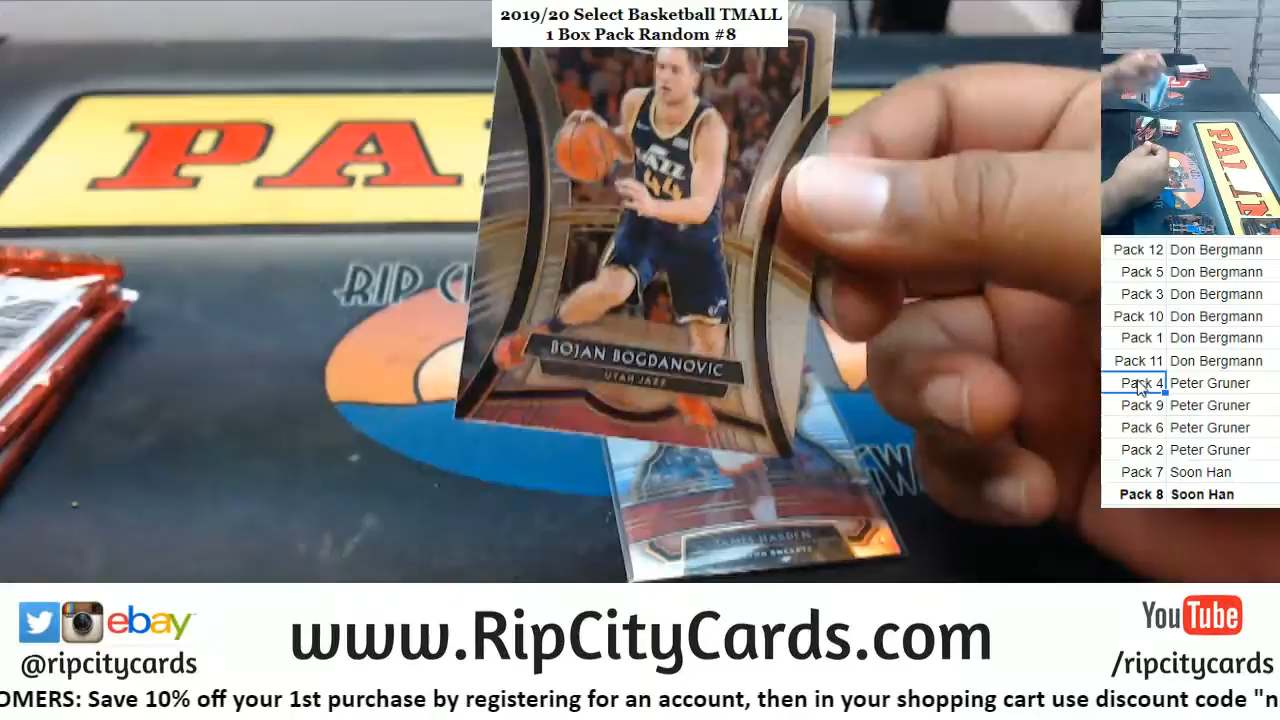 2019/20 Select Basketball TMALL
1 Box Pack Random #8
PA
RIP C
JAZZ
44
BOJAN BOGDANOVIC
UTAH JAZZ
JAMES HARDEN
Pack 12 Don Bergmann
Pack 5 Don Bergmann
Pack 3 Don Bergmann
Pack 10 Don Bergmann
Pack 1 Don Bergmann
Pack 11 Don Bergmann
Pack 4 Peter Gruner
Pack 9 Peter Gruner
Pack 6 Peter Gruner
Pack 2 Peter Gruner
Pack 7 Soon Han
Pack 8 Soon Han
ebay
@ripcitycards
www.RipCityCards.com
YouTube
/ripcitycards
OMERS: Save 10% off your 1st purchase by registering for an account, then in your shopping cart use discount code "n